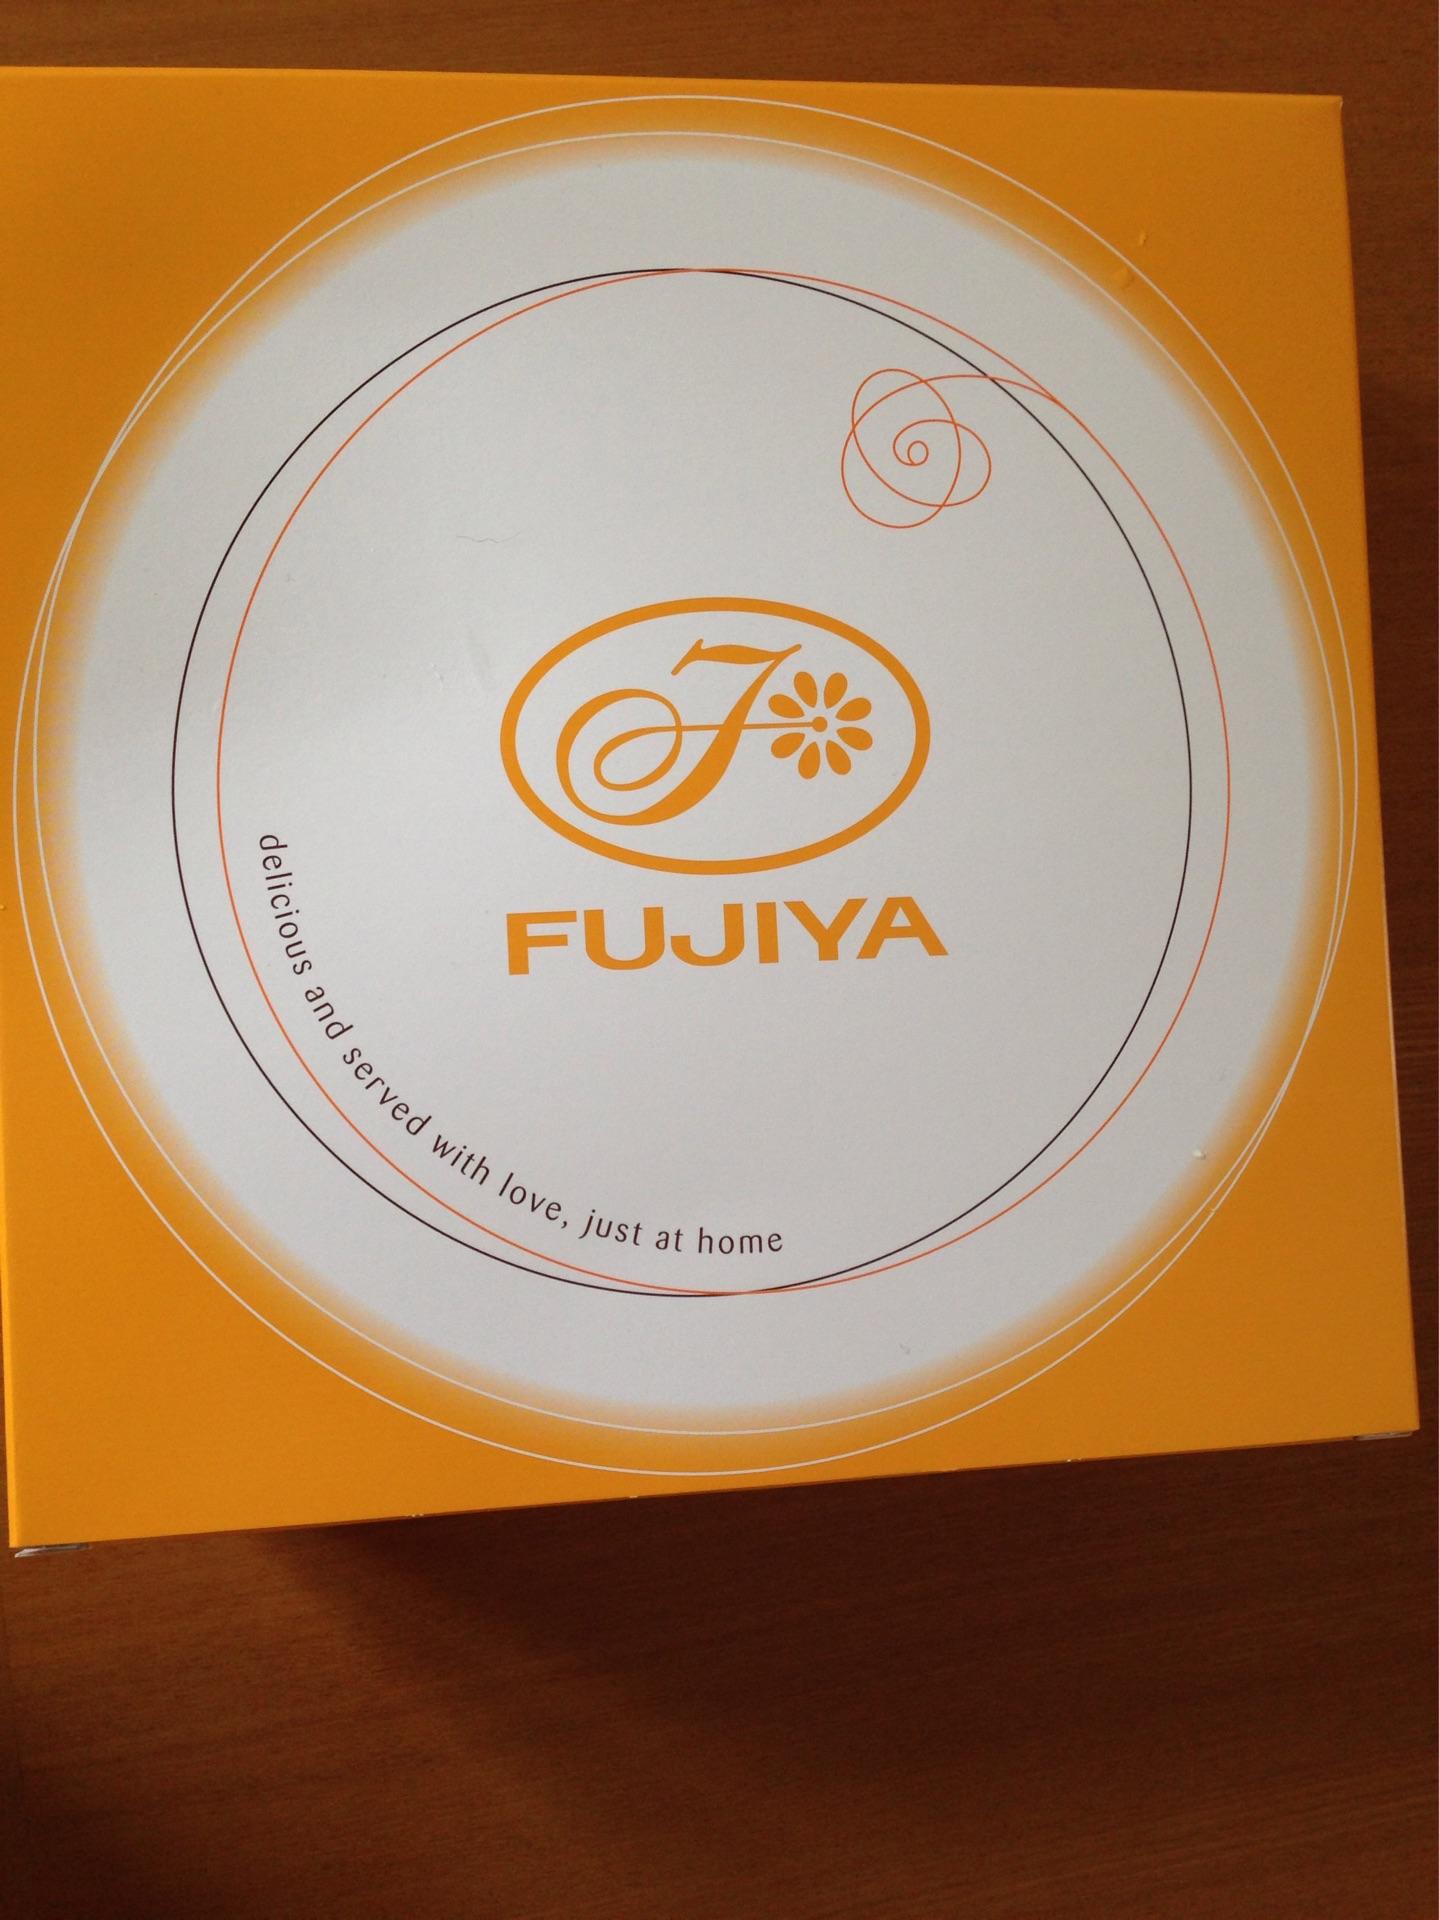 F
FUJIYA
delicious and served with love, just at home